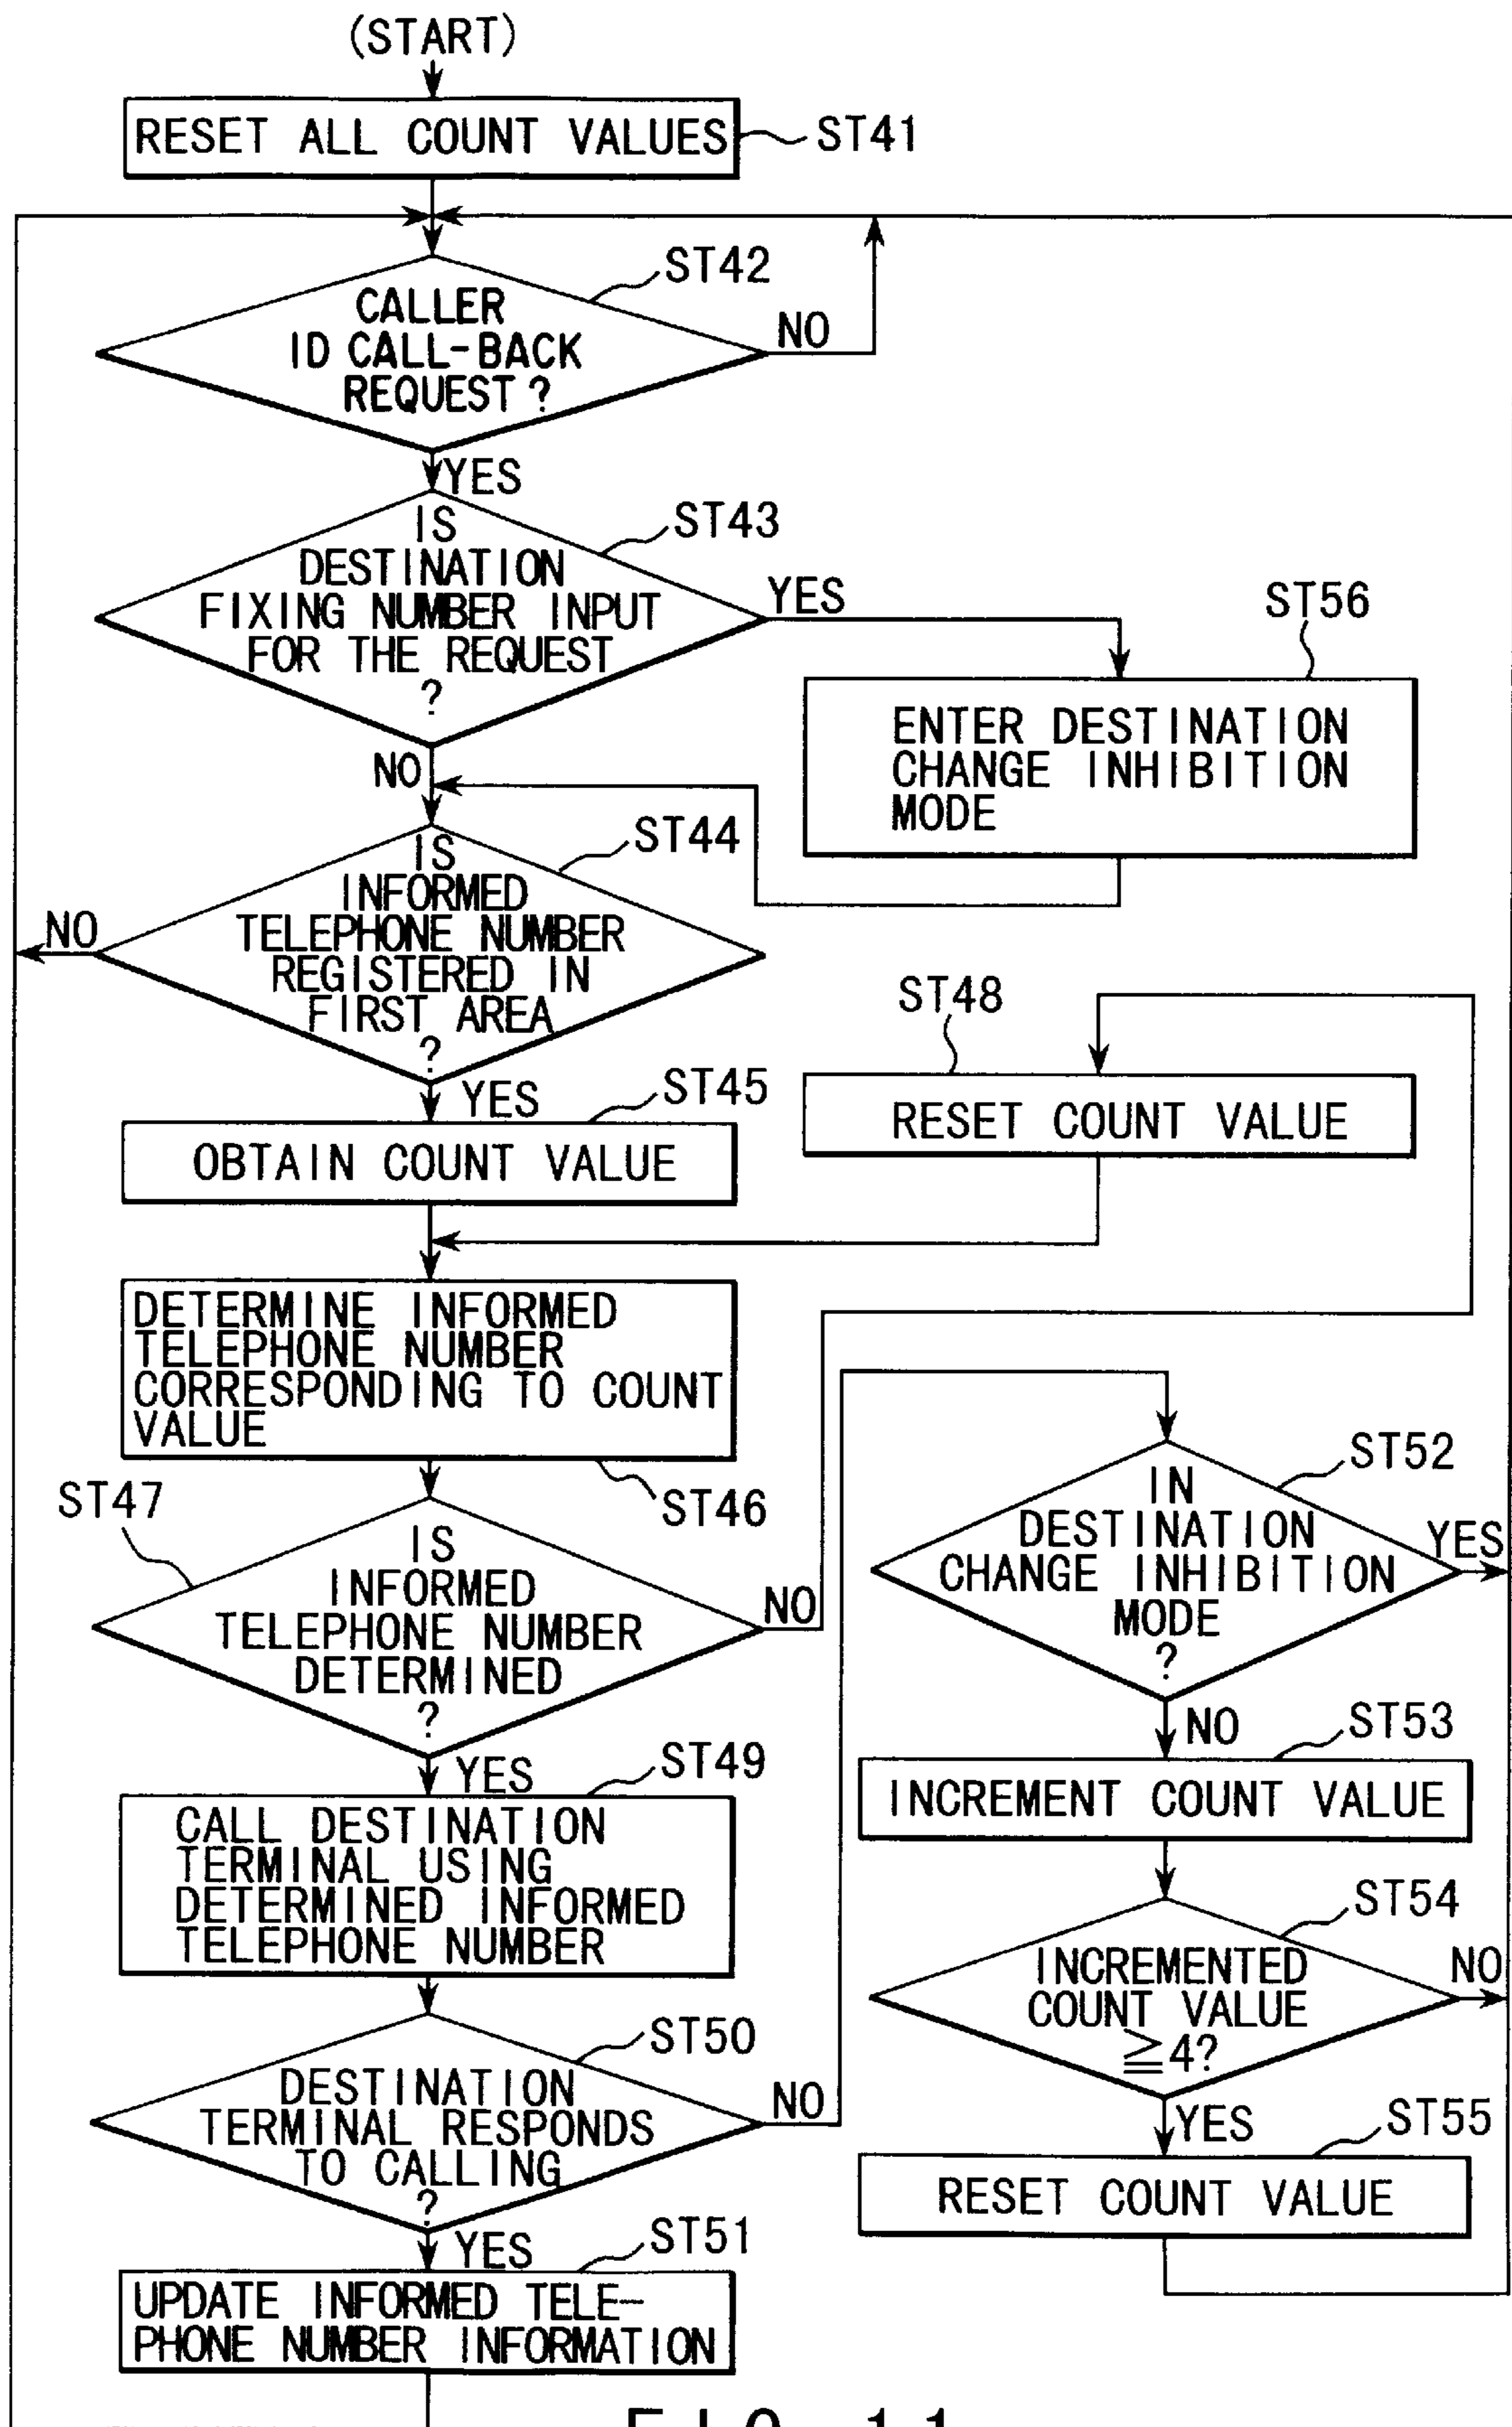 (START)
RESET ALL COUNT VALUES
ST41
ST42
CALLER
ID CALL-BACK
REQUEST?
NO
YES
ST43
IS
DESTINATION
FIXING NUMBER INPUT
FOR THE REQUEST
?
YES
NO
ST56
ENTER DESTINATION
CHANGE INHIBITION
MODE
ST44
IS
INFORMED
TELEPHONE NUMBER
REGISTERED IN
FIRST AREA
?
NO
YES
ST45
OBTAIN COUNT VALUE
ST48
RESET COUNT VALUE
DETERMINE INFORMED
TELEPHONE NUMBER
CORRESPONDING TO COUNT
VALUE
ST46
ST47
IS
INFORMED
TELEPHONE NUMBER
DETERMINED
?
NO
YES
ST49
CALL DESTINATION
TERMINAL USING
DETERMINED INFORMED
TELEPHONE NUMBER
ST50
DESTINATION
TERMINAL RESPONDS
TO CALLING
?
NO
YES
ST51
UPDATE INFORMED TELE-
PHONE NUMBER INFORMATION
ST52
IN
DESTINATION
CHANGE INHIBITION
MODE
?
YES
NO
ST53
INCREMENT COUNT VALUE
ST54
INCREMENTED
COUNT VALUE
≧4?
NO
YES
ST55
RESET COUNT VALUE